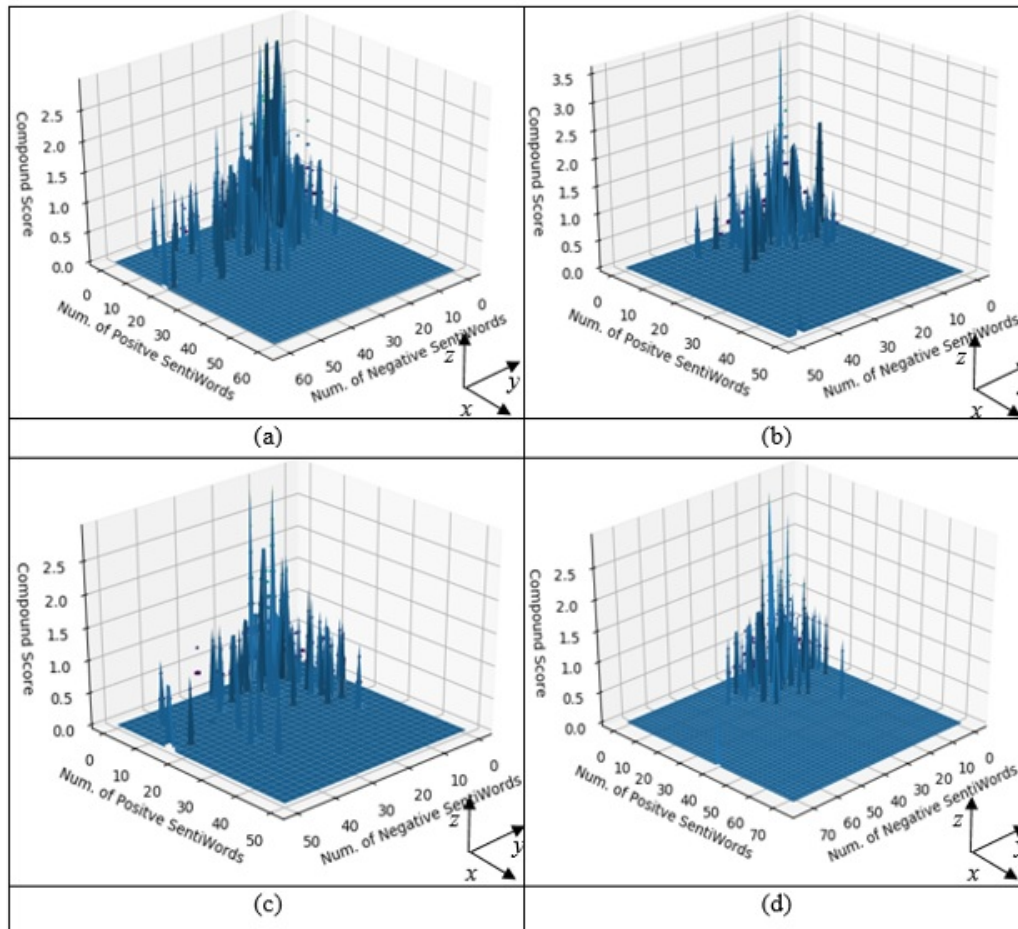 Compound Score
2.5
2.0
1.5
1.0
0.5
0.0
0 10 20 30 40 50 60
Num. of Positve SentiWords
60 50 40 30 20 10 0
Num. of Negative SentiWords
z
y
x
(a)
Compound Score
3.5
3.0
2.5
2.0
1.5
1.0
0.5
0.0
0 10 20 30 40 50
Num. of Positve SentiWords
50 40 30 20 10 0
Num. of Negative SentiWords
z
x
(b)
Compound Score
2.5
2.0
1.5
1.0
0.5
0.0
0 10 20 30 40 50
Num. of Positve SentiWords
50 40 30 20 10 0
Num. of Negative SentiWords
z
y
x
(c)
Compound Score
2.5
2.0
1.5
1.0
0.5
0.0
0 10 20 30 40 50 60 70
Num. of Positve SentiWords
70 60 50 40 30 20 10 0
Num. of Negative SentiWords
z
y
x
(d)